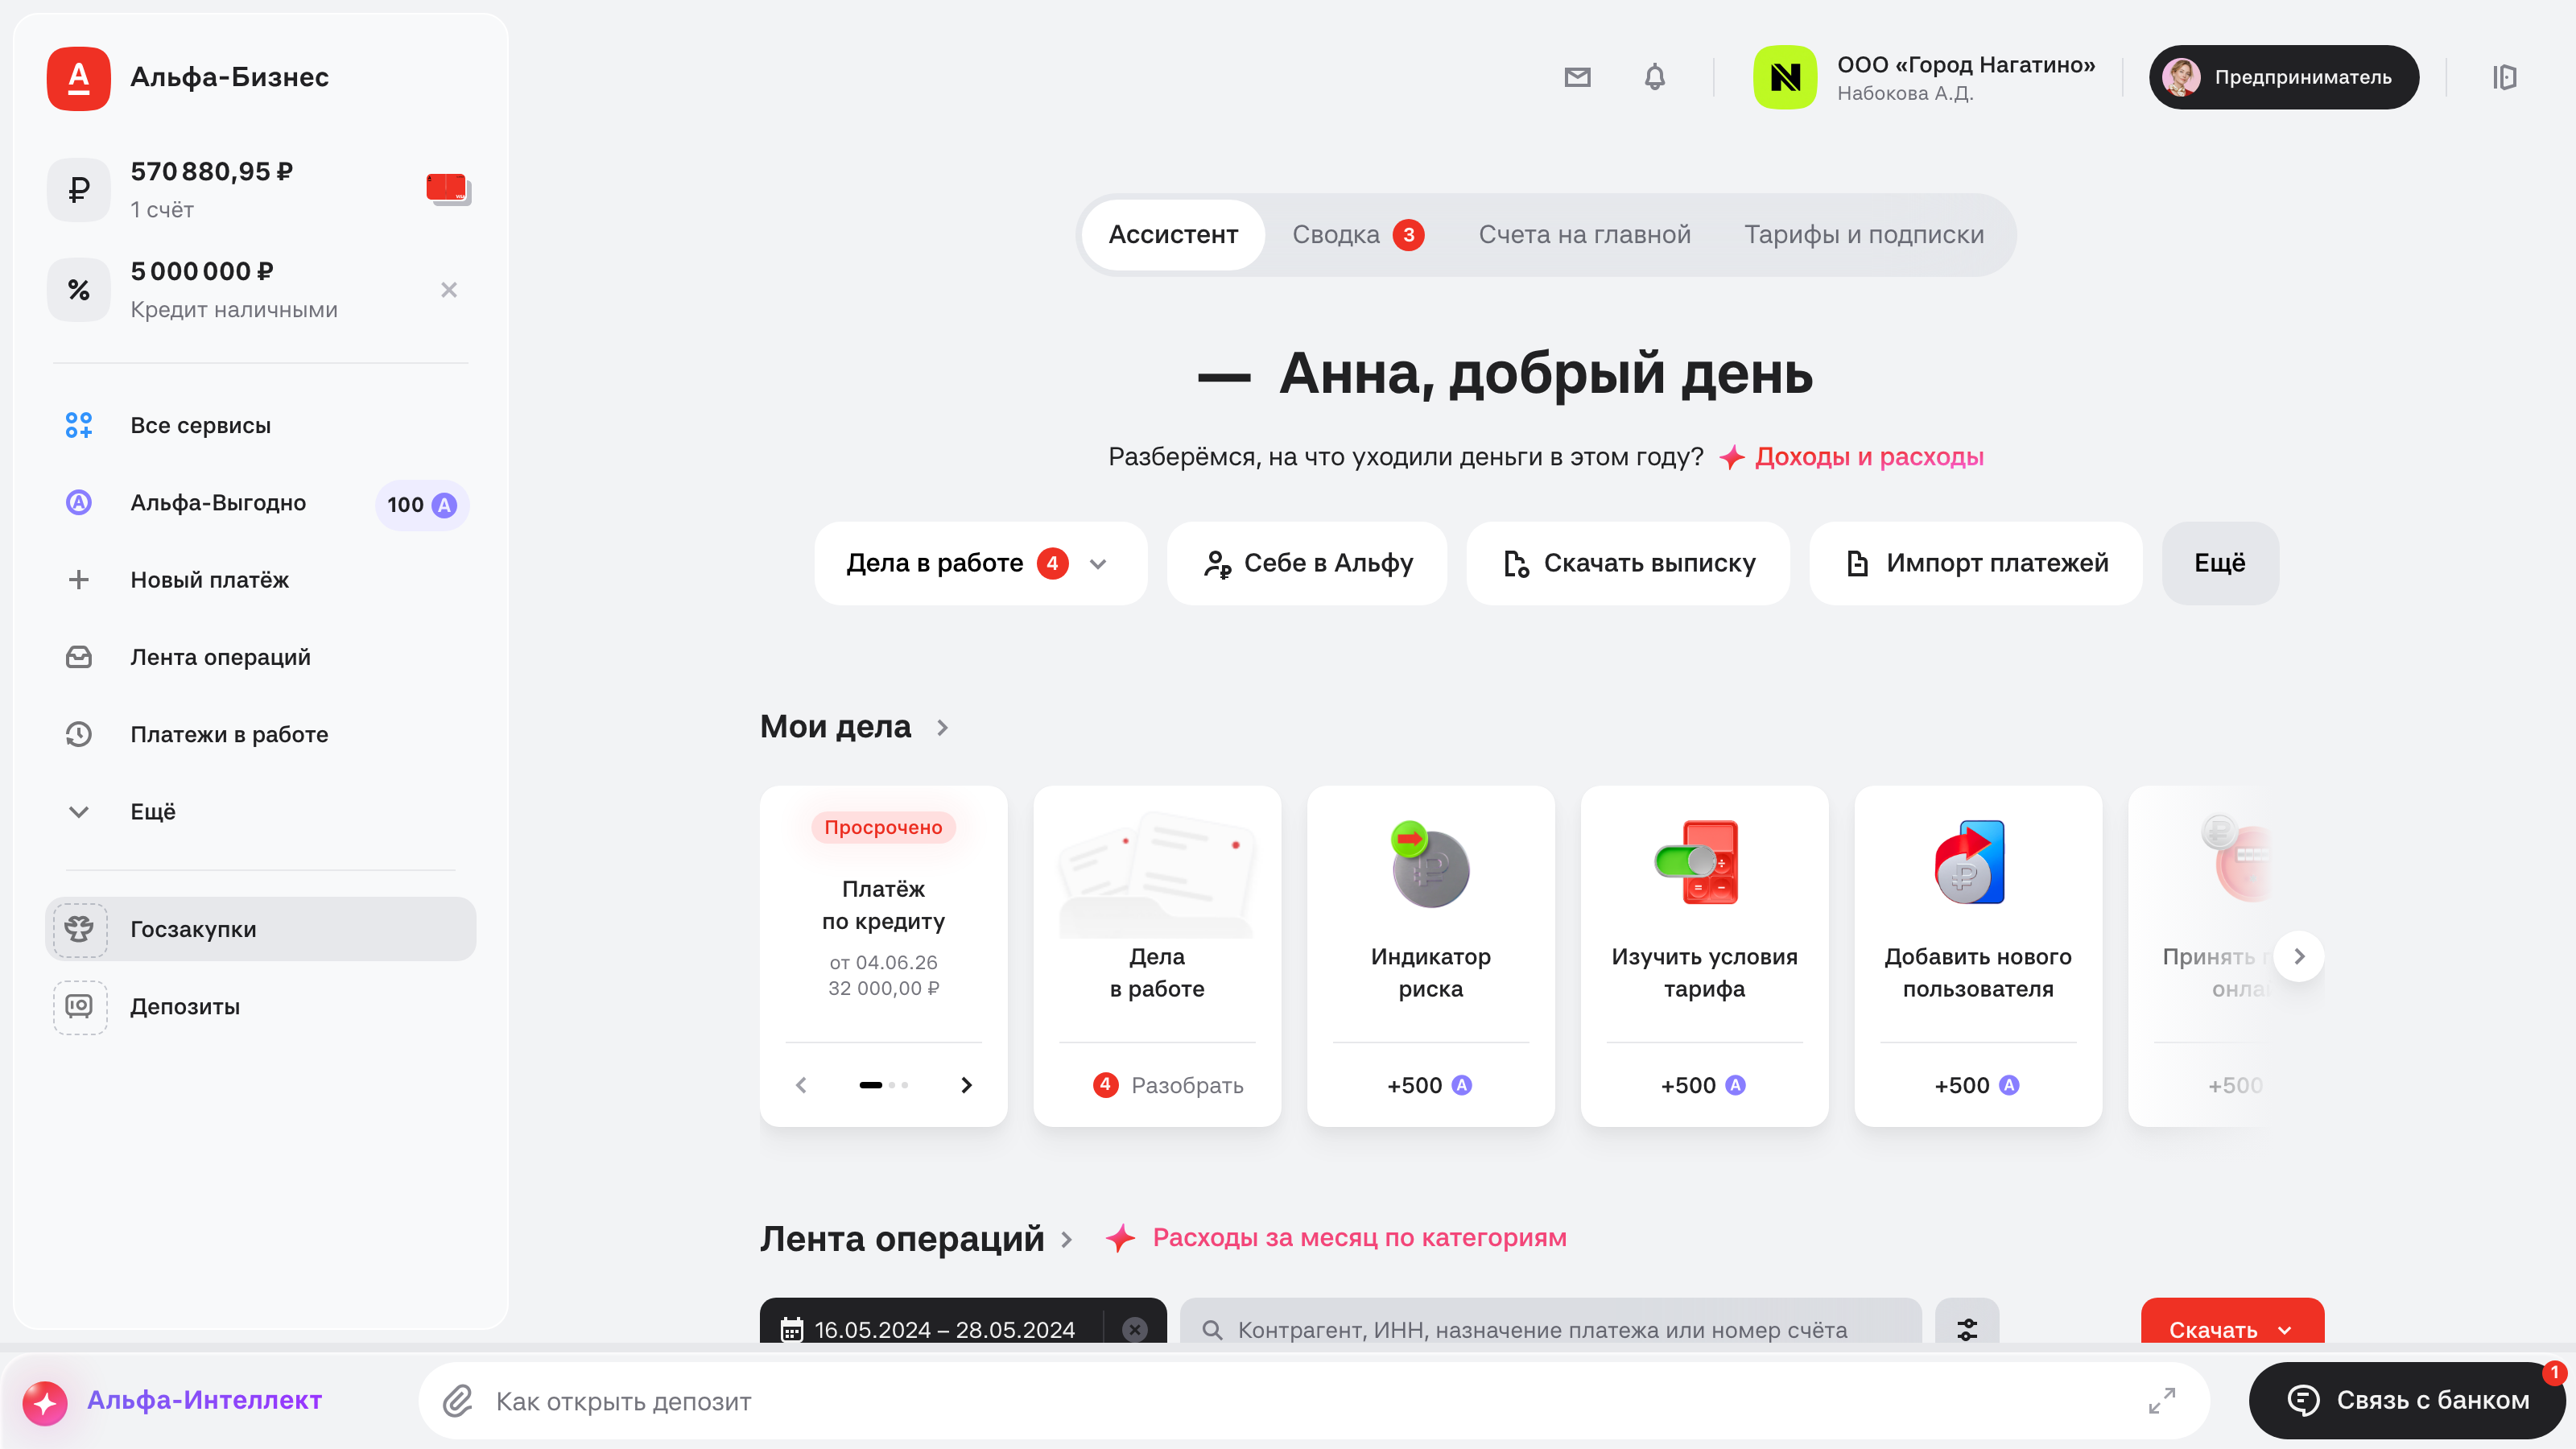 Альфа-Бизнес
570 880,95 ₽
1 счёт
5 000 000 ₽
Кредит наличными
Все сервисы
Альфа-Выгодно
100
Новый платёж
Лента операций
Платежи в работе
Ещё
Госзакупки
Депозиты
ООО «Город Нагатино»
Набокова А.Д.
Предприниматель
Ассистент
Сводка 3
Счета на главной
Тарифы и подписки
— Анна, добрый день
Разберёмся, на что уходили деньги в этом году? Доходы и расходы
Дела в работе 4
Себе в Альфу
Скачать выписку
Импорт платежей
Ещё
Мои дела
Просрочено
Платёж
по кредиту
от 04.06.26
32 000,00 ₽
Дела
в работе
4 Разобрать
Индикатор
риска
+500
Изучить условия
тарифа
+500
Добавить нового
пользователя
+500
Принять
+500
Лента операций
Расходы за месяц по категориям
16.05.2024 – 28.05.2024
Контрагент, ИНН, назначение платежа или номер счёта
Скачать
Альфа-Интеллект
Как открыть депозит
Связь с банком
1